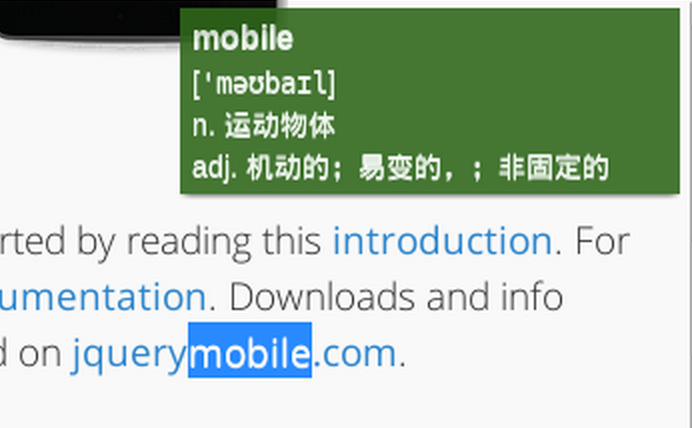 mobile
['məʊbaɪl]
n. 运动物体
adj. 机动的；易变的，；非固定的
rted by reading this introduction. For
umentation. Downloads and info
d on jquerymobile.com.